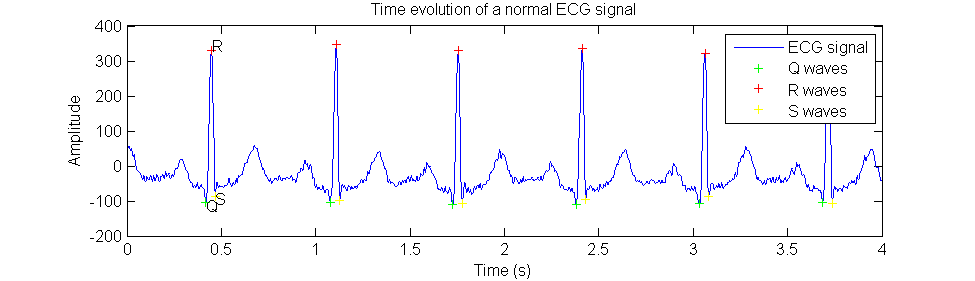 Time evolution of a normal ECG signal
400
300
200
100
0
-100
-200
Amplitude
R
Q
S
ECG signal
Q waves
R waves
S waves
0
0.5
1
1.5
2
2.5
3
3.5
4
Time (s)